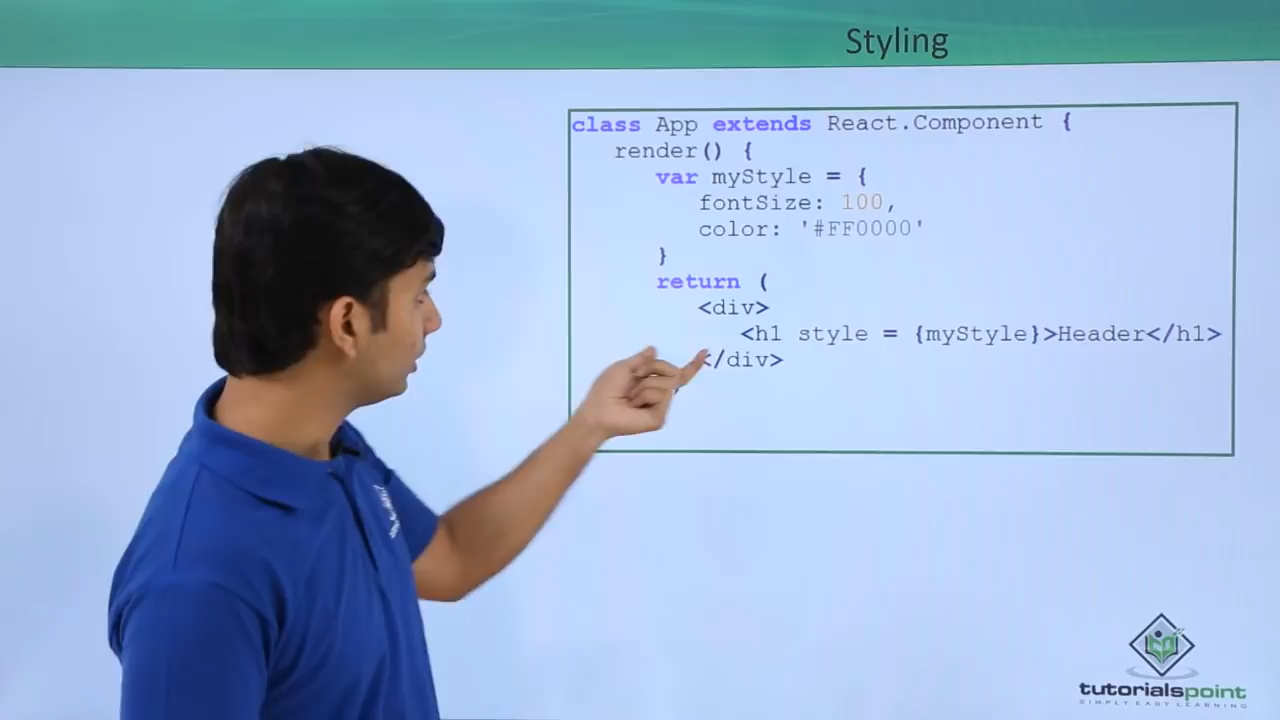 Styling
class App extends React.Component {
render() {
var myStyle = {
fontSize: 100,
color: '#FF0000'
}
return (
<div>
<h1 style = {myStyle}>Header</h1>
</div>
tutorialspoint
SIMPLY EASY LEARNING